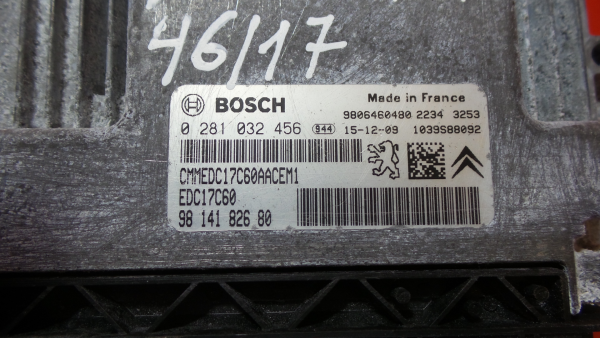 46/17
BOSCH
Made in France
9806460480 2234 3253
0 281 032 456 944 15-12-09 1039S88092
CMMEDC17C60AACEM1
EDC17C60
98 141 826 80